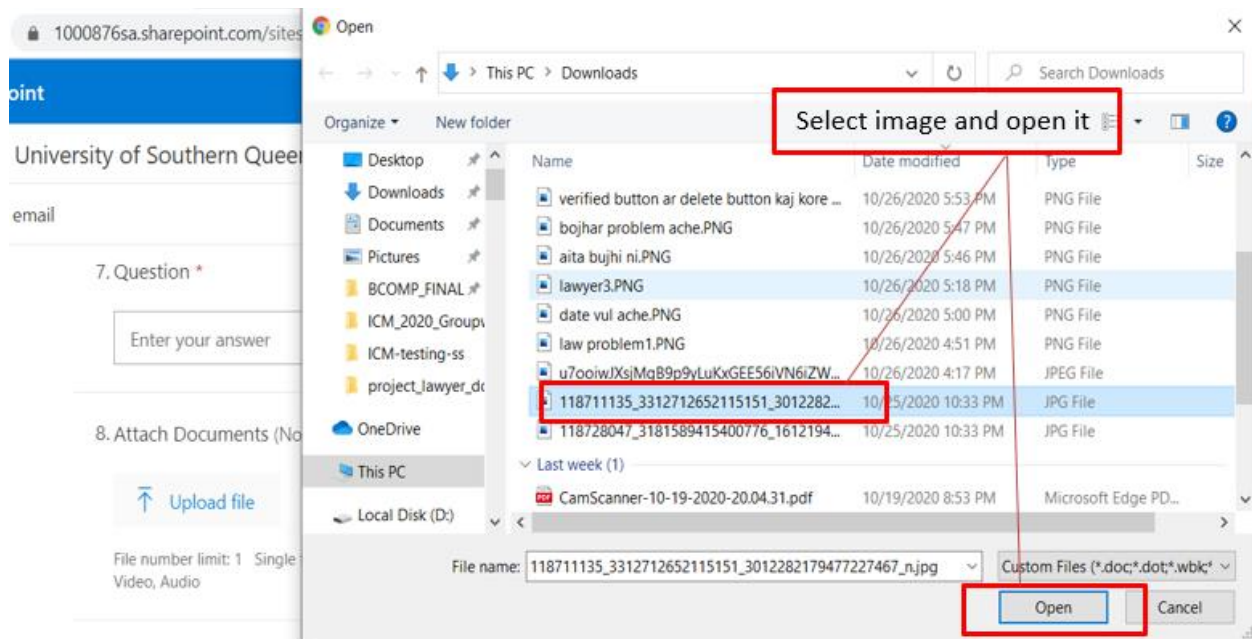 1000876sa.sharepoint.com/sites
oint
University of Southern Queen
email
7. Question *
Enter your answer
8. Attach Documents (No
Upload file
File number limit: 1 Single
Video, Audio
Open
This PC > Downloads
Search Downloads
Organize
New folder
Select image and open it
Desktop
Downloads
Documents
Pictures
BCOMP_FINAL
ICM_2020_Groupw
ICM-testing-ss
project_lawyer_do
OneDrive
This PC
Local Disk (D:)
Name Date modified Type Size
verified button ar delete button kaj kore ... 10/26/2020 5:53 PM PNG File
bojhar problem ache.PNG 10/26/2020 5:47 PM PNG File
aita bujhi ni.PNG 10/26/2020 5:46 PM PNG File
lawyer3.PNG 10/26/2020 5:18 PM PNG File
date vul ache.PNG 10/26/2020 5:00 PM PNG File
law problem1.PNG 10/26/2020 4:51 PM PNG File
u7ooiwJXsjMqB9p9yLuKxGEE56iVN6iZW... 10/26/2020 4:17 PM JPEG File
118711135_3312712652115151_3012282... 10/25/2020 10:33 PM JPG File
118728047_3181589415400776_1612194... 10/25/2020 10:33 PM JPG File
Last week (1)
PDF CamScanner-10-19-2020-20.04.31.pdf 10/19/2020 8:53 PM Microsoft Edge PD...
File name: 118711135_3312712652115151_3012282179477227467_n.jpg Custom Files (*.doc;*.dot;*.wbk;*
Open Cancel